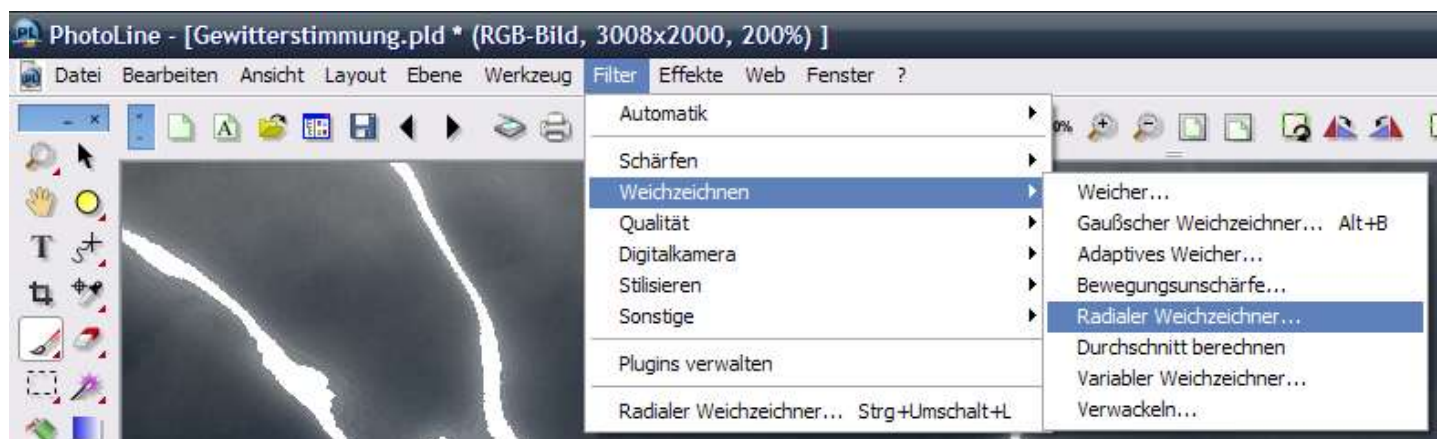 PhotoLine - [Gewitterstimmung.pld * (RGB-Bild, 3008x2000, 200%) ]
Datei Bearbeiten Ansicht Layout Ebene Werkzeug Filter Effekte Web Fenster ?
Automatik
Schärfen
Weichzeichnen
Qualität
Digitalkamera
Stilisieren
Sonstige
Plugins verwalten
Radialer Weichzeichner... Strg+Umschalt+L
Weicher...
Gaußscher Weichzeichner... Alt+B
Adaptives Weicher...
Bewegungsunschärfe...
Radialer Weichzeichner...
Durchschnitt berechnen
Variabler Weichzeichner...
Verwackeln...